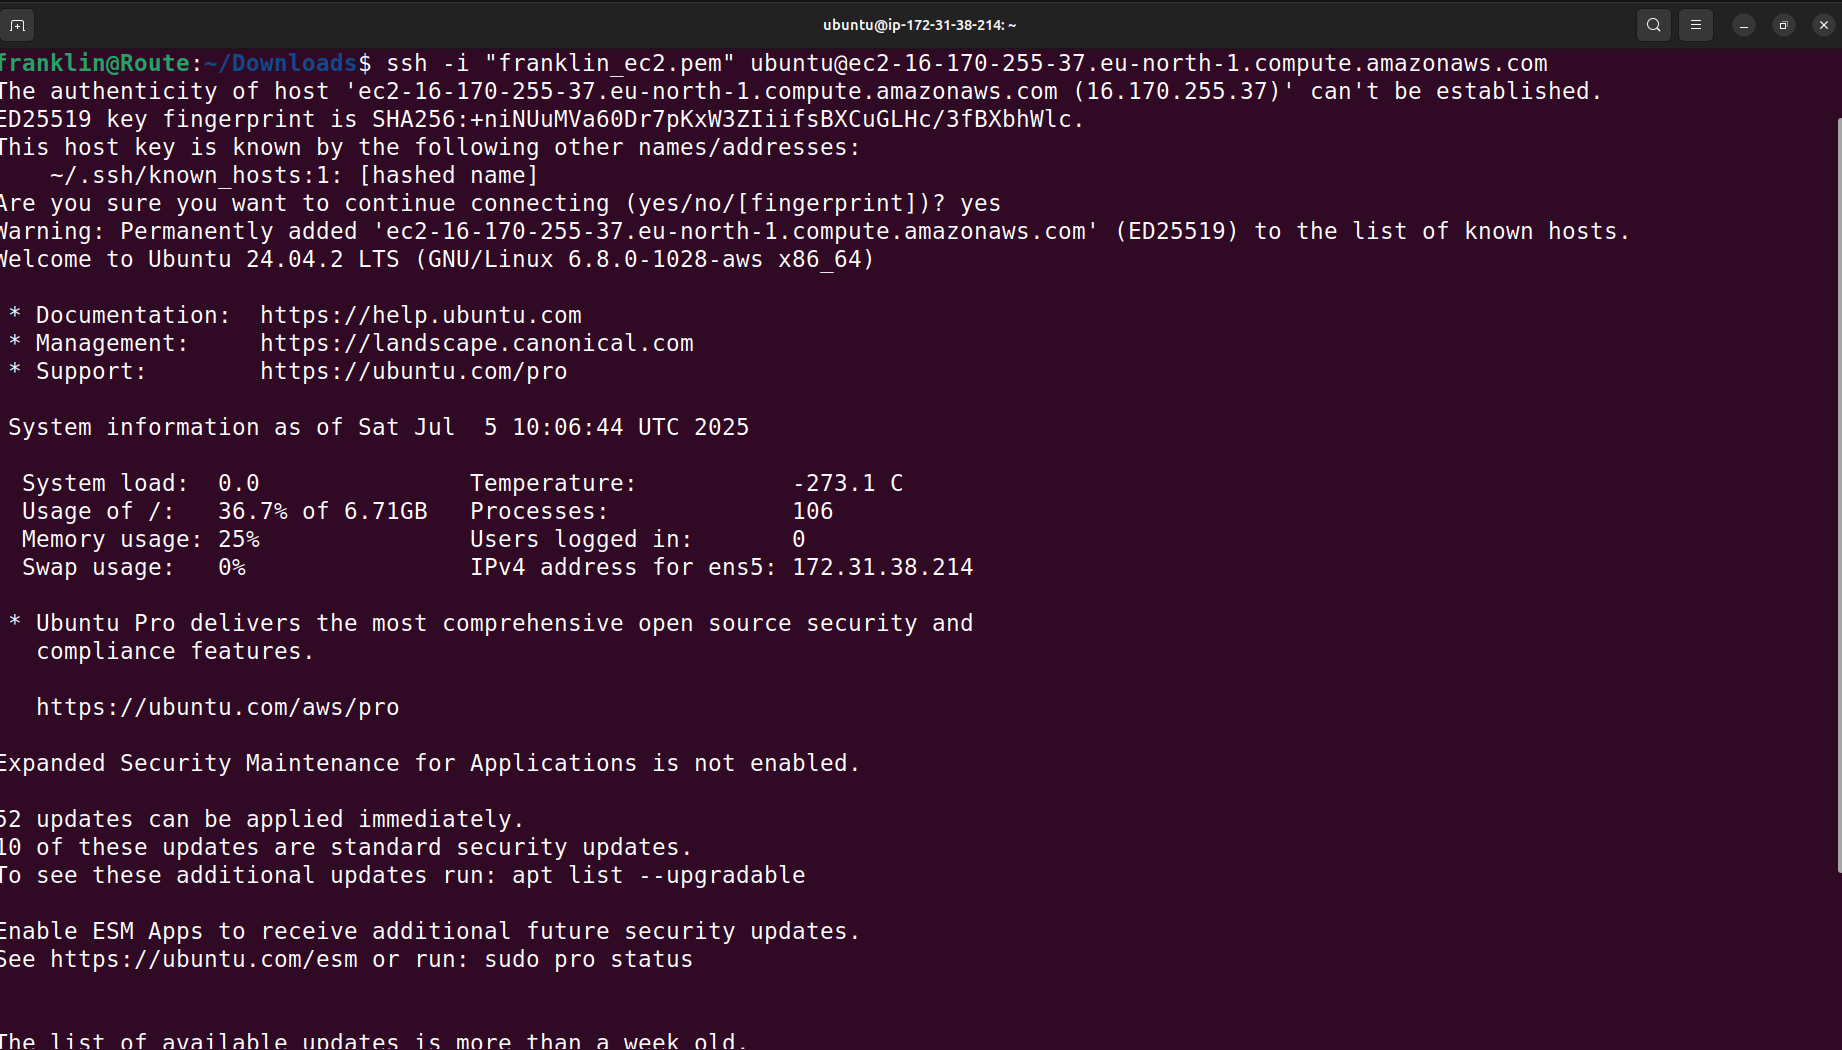 ubuntu@ip-172-31-38-214: ~
franklin@Route:~/Downloads$ ssh -i "franklin_ec2.pem" ubuntu@ec2-16-170-255-37.eu-north-1.compute.amazonaws.com
The authenticity of host 'ec2-16-170-255-37.eu-north-1.compute.amazonaws.com (16.170.255.37)' can't be established.
ED25519 key fingerprint is SHA256:+niNUuMVa60Dr7pKxW3ZIiifsBXCuGLHc/3fBXbhWlc.
This host key is known by the following other names/addresses:
    ~/.ssh/known_hosts:1: [hashed name]
Are you sure you want to continue connecting (yes/no/[fingerprint])? yes
Warning: Permanently added 'ec2-16-170-255-37.eu-north-1.compute.amazonaws.com' (ED25519) to the list of known hosts.
Welcome to Ubuntu 24.04.2 LTS (GNU/Linux 6.8.0-1028-aws x86_64)
 * Documentation:  https://help.ubuntu.com
 * Management:     https://landscape.canonical.com
 * Support:        https://ubuntu.com/pro
 System information as of Sat Jul  5 10:06:44 UTC 2025
  System load:  0.0               Temperature:           -273.1 C
  Usage of /:   36.7% of 6.71GB   Processes:             106
  Memory usage: 25%               Users logged in:       0
  Swap usage:   0%                IPv4 address for ens5: 172.31.38.214
 * Ubuntu Pro delivers the most comprehensive open source security and
   compliance features.
   https://ubuntu.com/aws/pro
Expanded Security Maintenance for Applications is not enabled.
52 updates can be applied immediately.
10 of these updates are standard security updates.
To see these additional updates run: apt list --upgradable
Enable ESM Apps to receive additional future security updates.
See https://ubuntu.com/esm or run: sudo pro status
The list of available updates is more than a week old.